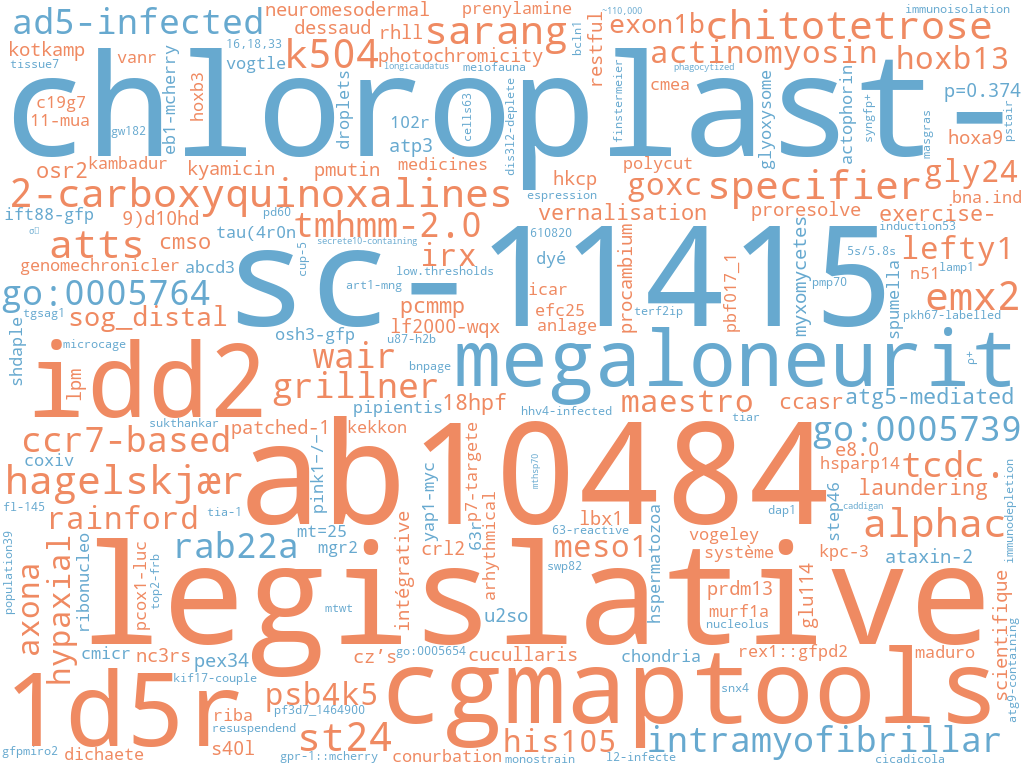 ad5-infected
neuromesodermal
prenylamine
~110,000
immunoisolation
dessaud
rhll
sarang
bcln1
restful
exon1b
chitotetrose
kotkamp
tissue7
vanr
16,18,33
vogtle
k504
photochromicity
longicaudatus
meiofauna
actinomyosin
phagocytized
hoxb13
chloroplast-
c19g7
11-mua
gw182
eb1-mcherry
hoxb3
droplets
102r
atp3
cells63
dis3l2-deplete
finstermeier
cmea
glyoxysome
actophorin
syngfp+
p=0.374
masgras
hoxa9
pstair
osr2
kambadur
kyamicin
pmutin
medicines
hkcp
polycut
goxc
specifier
gly24
2-carboxyquinoxalines
espression
bna.ind
ift88-gfp
9)d10hd
pd60
tau(4r0n
tmhmm-2.0
vernalisation
proresolve
exercise-
induction53
atts
cmso
secrete10-containing
cup-5
irx
610820
dyé
5s/5.8s
lefty1
genomechronicler
abcd3
sc-11415
low.thresholds
n51
lamp1
go:0005764
art1-mng
icar
procambium
pbf017_1
myxomycetes
pmp70
spumella
emx2
tgsag1
sog_distal
osh3-gfp
pcmmp
lf2000-wqx
efc25
anlage
terf2ip
pkh67-labelled
shdaple
microcage
u87-h2b
idd2
lpm
wair
bnpage
megaloneurit
ρ+
grillner
pipientis
18hpf
hhv4-infected
maestro
tiar
ccasr
atg5-mediated
sukthankar
patched-1
kekkon
go:0005739
ccr7-based
coxiv
pink1-/-
ab10484
p7-targete
mthsp70
e8.0
hsparp14
tcdc.
hagelskjær
fl-145
tia-1
yap1-myc
63r
arhythmical
lbx1
dap1
step46
caddigan
laundering
rainford
mt=25
63-reactive
hspermatozoa
alphac
immunodepletion
population39
axona
hypaxial
ribonucleo
pcox1-luc
top2-frb
rab22a
mgr2
intégrative
crl2
meso1
swp82
vogeley
système
kpc-3
ataxin-2
legislative
mtwt
u2so
prdm13
murf1a
nucleolus
glu114
scientifique
atg9-containing
cmicr
nc3rs
pex34
cz's
go:0005654
cucullaris
chondria
rex1::gfpd2
maduro
kif17-couple
1d5r
psb4k5
cgmaptools
snx4
riba
pf3d7_1464900
resuspendend
s40l
st24
his105
intramyofibrillar
gfpmiro2
dichaete
gpr-1::mcherry
conurbation
monostrain
l2-infecte
cicadicola